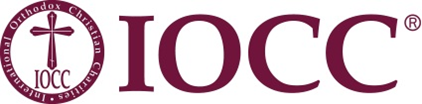 International Orthodox Christian Charities •
IOCC
IOCC®